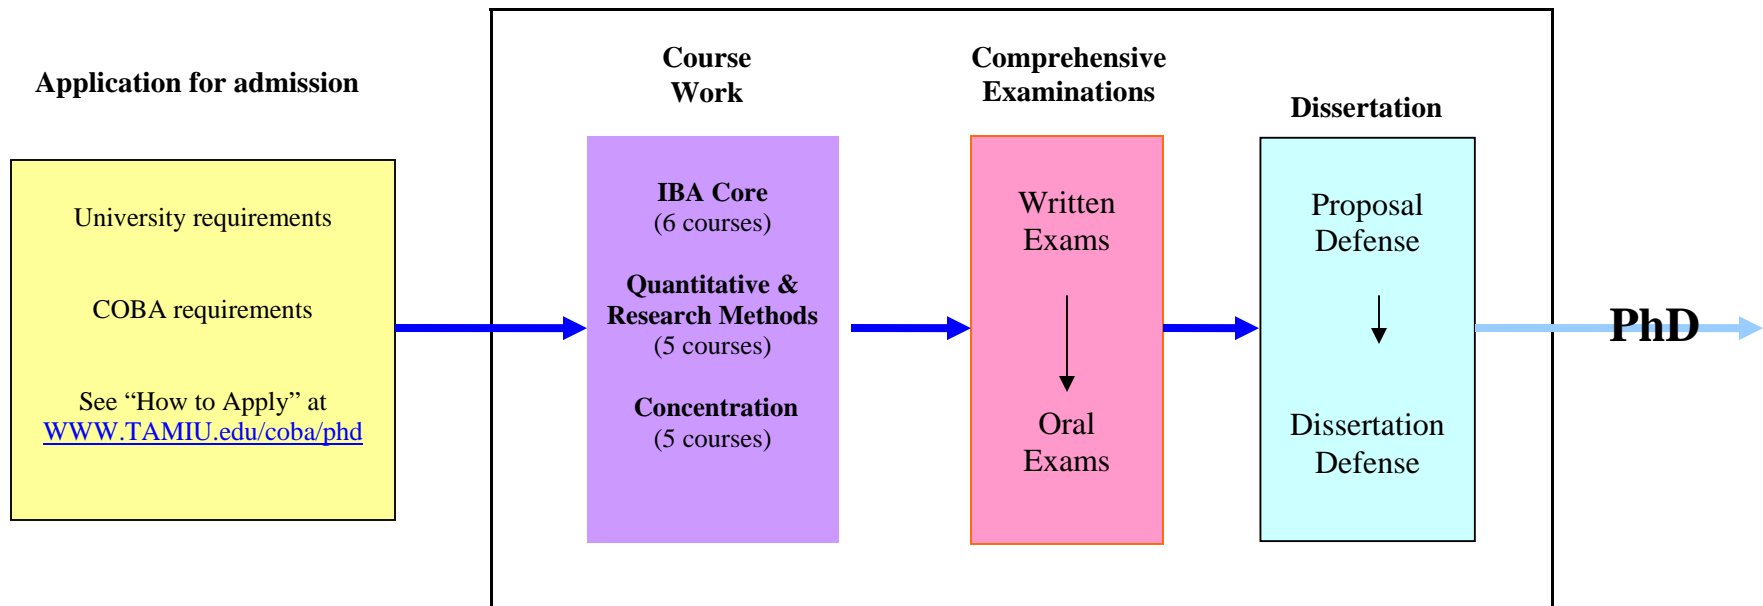 Application for admission
University requirements
COBA requirements
See “How to Apply” at
WWW.TAMIU.edu/coba/phd
Course
Work
IBA Core
(6 courses)
Quantitative &
Research Methods
(5 courses)
Concentration
(5 courses)
Comprehensive
Examinations
Written
Exams
Oral
Exams
Dissertation
Proposal
Defense
Dissertation
Defense
PhD